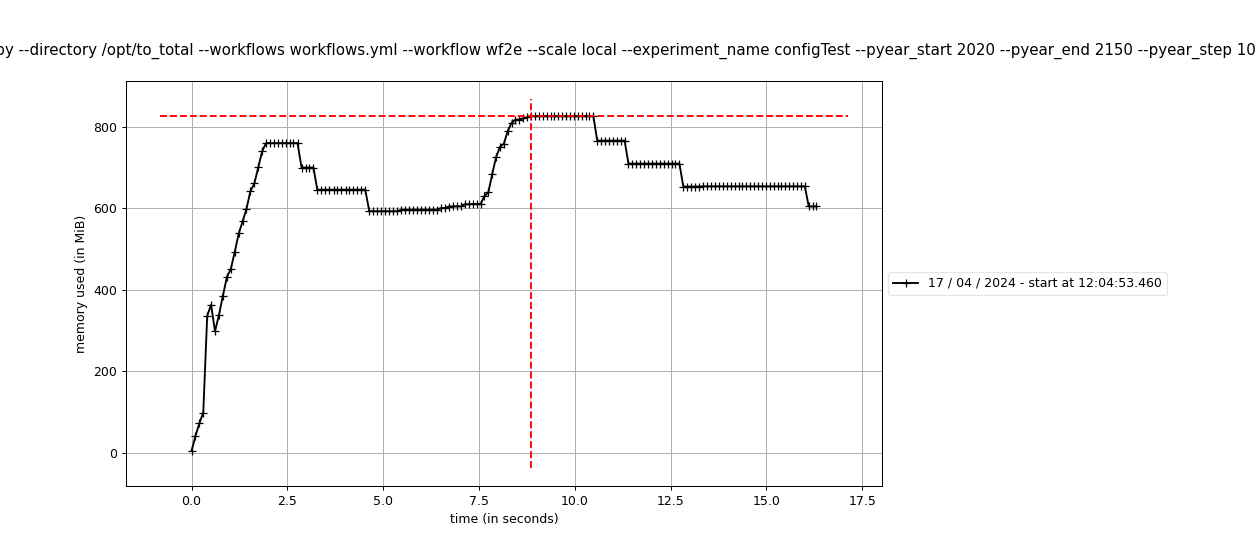 py --directory /opt/to_total --workflows workflows.yml --workflow wf2e --scale local --experiment_name configTest --pyear_start 2020 --pyear_end 2150 --pyear_step 10
800
600
400
200
0
memory used (in MiB)
0.0 2.5 5.0 7.5 10.0 12.5 15.0 17.5
time (in seconds)
17 / 04 / 2024 - start at 12:04:53.460